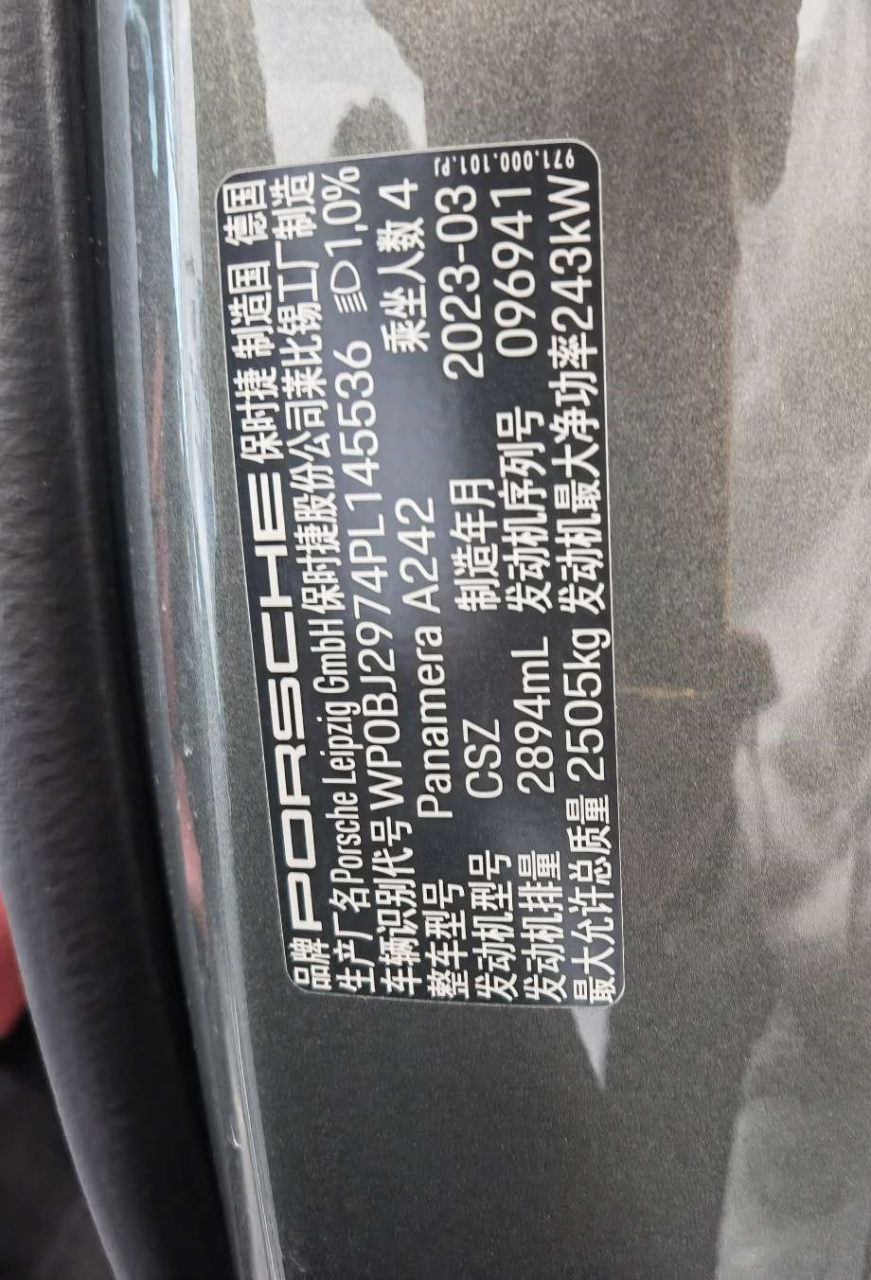 品牌 PORSCHE 保时捷 制造国 德国
生产厂名 Porsche Leipzig GmbH 保时捷股份公司莱比锡工厂制造
车辆识别代号 WP0BJ2974PL145536 1,0%
整车型号 Panamera A242 乘坐人数 4
发动机型号 CSZ 制造年月 2023-03
发动机排量 2894mL 发动机序列号 096941
最大允许总质量 2505kg 发动机最大净功率 243kW
971.000.101.PJ